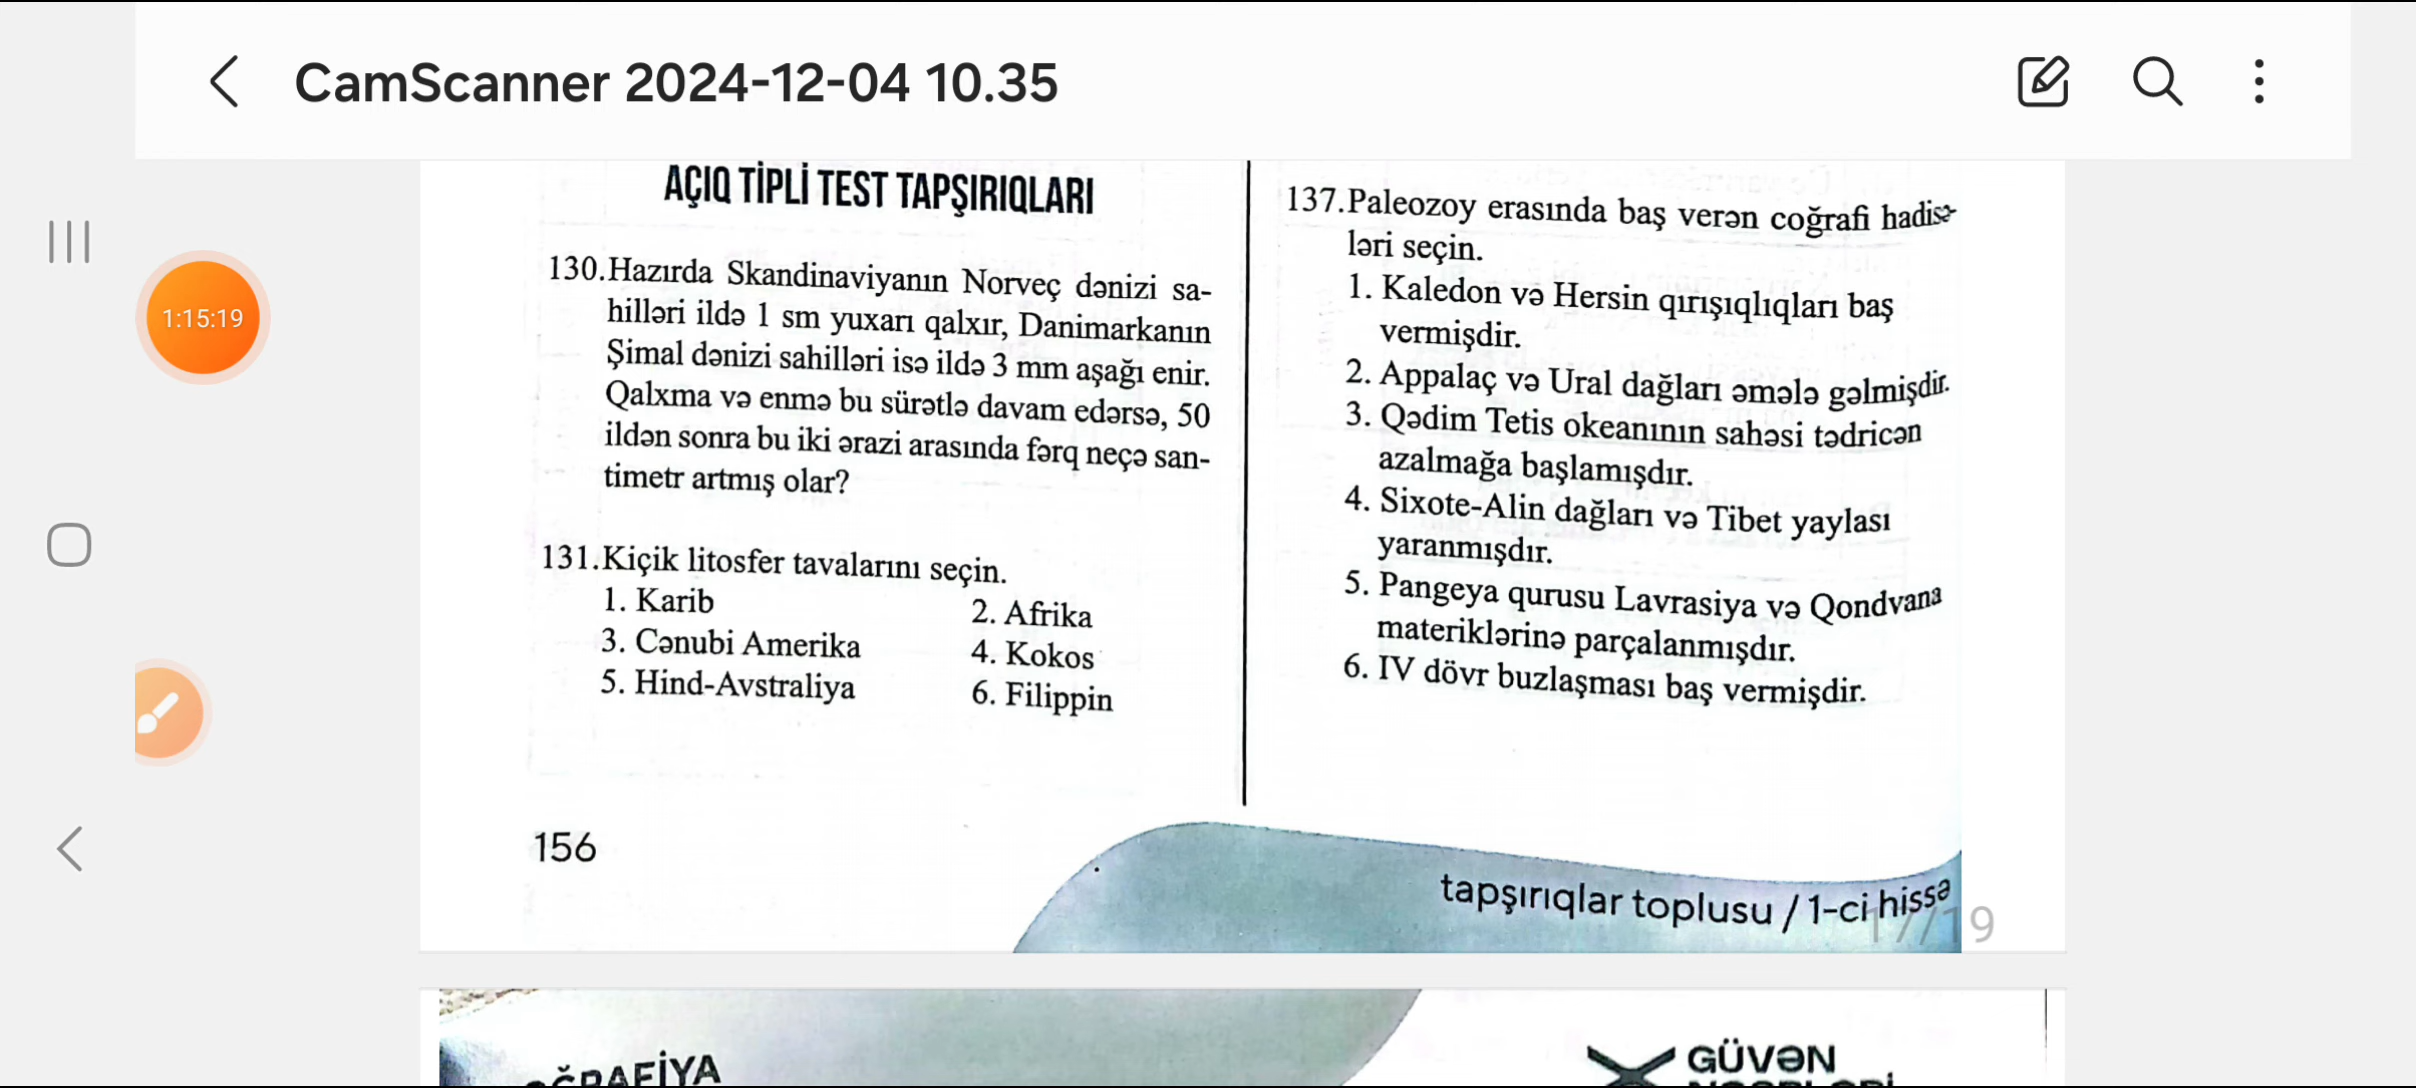 CamScanner 2024-12-04 10.35
1:15:19
AÇIQ TİPLİ TEST TAPŞIRIQLARI
130.Hazırda Skandinaviyanın Norveç dənizi sa-
hilləri ildə 1 sm yuxarı qalxır, Danimarkanın
Şimal dənizi sahilləri isə ildə 3 mm aşağı enir.
Qalxma və enmə bu sürətlə davam edərsə, 50
ildən sonra bu iki ərazi arasında fərq neçə san-
timetr artmış olar?
131.Kiçik litosfer tavalarını seçin.
1. Karib 2. Afrika
3. Cənubi Amerika 4. Kokos
5. Hind-Avstraliya 6. Filippin
156
137.Paleozoy erasında baş verən coğrafi hadisə-
ləri seçin.
1. Kaledon və Hersin qırışıqlıqları baş
vermişdir.
2. Appalaç və Ural dağları əmələ gəlmişdir.
3. Qədim Tetis okeanının sahəsi tədricən
azalmağa başlamışdır.
4. Sixote-Alin dağları və Tibet yaylası
yaranmışdır.
5. Pangeya qurusu Lavrasiya və Qondvana
materiklərinə parçalanmışdır.
6. IV dövr buzlaşması baş vermişdir.
tapşırıqlar toplusu / 1-ci hissə
17/19
GÜVƏN